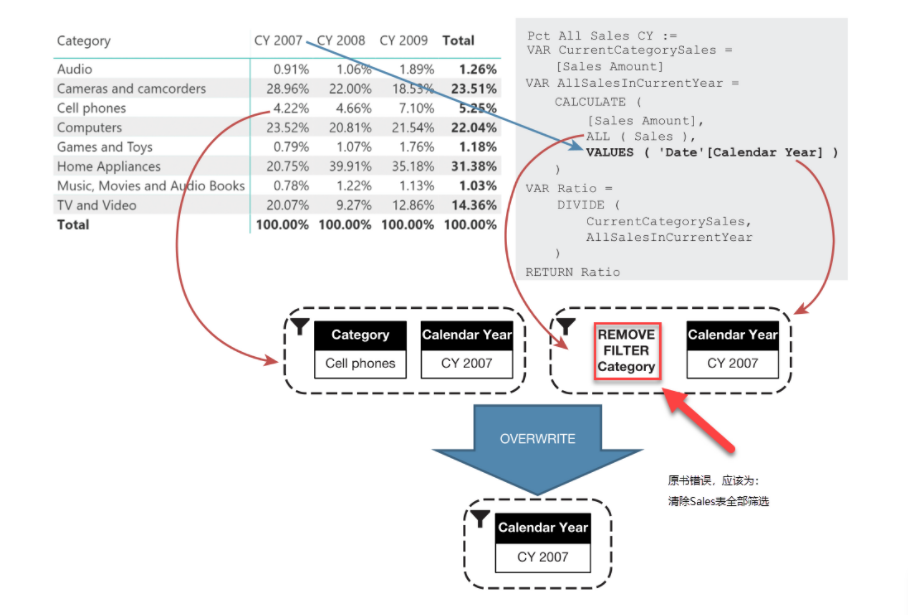 Category CY 2007 CY 2008 CY 2009 Total
Audio 0.91% 1.06% 1.89% 1.26%
Cameras and camcorders 28.96% 22.00% 18.53% 23.51%
Cell phones 4.22% 4.66% 7.10% 5.25%
Computers 23.52% 20.81% 21.54% 22.04%
Games and Toys 0.79% 1.07% 1.76% 1.18%
Home Appliances 20.75% 39.91% 35.18% 31.38%
Music, Movies and Audio Books 0.78% 1.22% 1.13% 1.03%
TV and Video 20.07% 9.27% 12.86% 14.36%
Total 100.00% 100.00% 100.00% 100.00%
Pct All Sales CY :=
VAR CurrentCategorySales =
[Sales Amount]
VAR AllSalesInCurrentYear =
CALCULATE (
[Sales Amount],
ALL ( Sales ),
VALUES ( 'Date'[Calendar Year] )
)
VAR Ratio =
DIVIDE (
CurrentCategorySales,
AllSalesInCurrentYear
)
RETURN Ratio
Category Calendar Year
Cell phones CY 2007
REMOVE
FILTER
Category
Calendar Year
CY 2007
OVERWRITE
原书错误，应该为：
清除Sales表全部筛选
Calendar Year
CY 2007